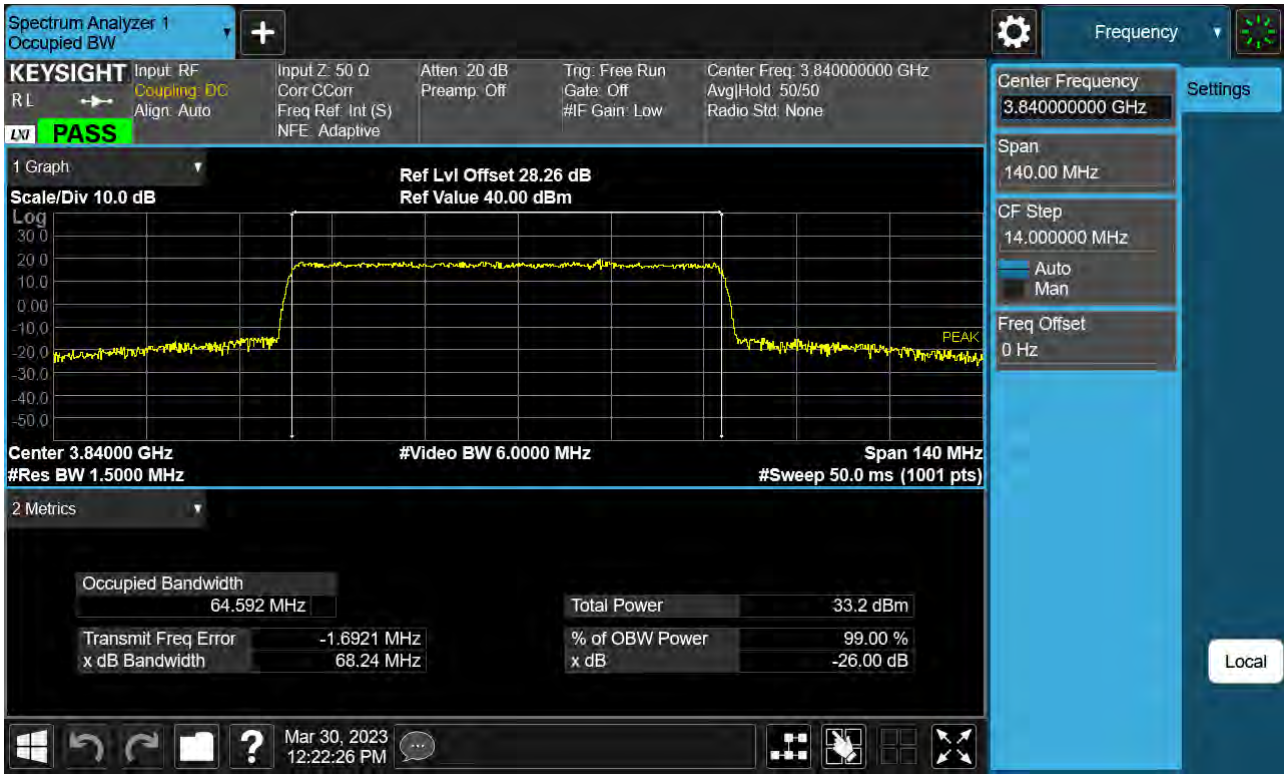 Spectrum Analyzer 1
Occupied BW
+
Frequency
KEYSIGHT
RL
LXI
PASS
Input: RF
Coupling: DC
Align: Auto
Input Z: 50 Ω
Corr CCorr
Freq Ref: Int (S)
NFE: Adaptive
Atten: 20 dB
Preamp: Off
Trig: Free Run
Gate: Off
#IF Gain: Low
Center Freq: 3.840000000 GHz
Avg|Hold: 50/50
Radio Std: None
1 Graph
Scale/Div 10.0 dB
Ref Lvl Offset 28.26 dB
Ref Value 40.00 dBm
Log
30.0
20.0
10.0
0.00
-10.0
-20.0
-30.0
-40.0
-50.0
PEAK
Center 3.84000 GHz
#Video BW 6.0000 MHz
Span 140 MHz
#Res BW 1.5000 MHz
#Sweep 50.0 ms (1001 pts)
2 Metrics
Occupied Bandwidth
64.592 MHz
Transmit Freq Error -1.6921 MHz
x dB Bandwidth 68.24 MHz
Total Power 33.2 dBm
% of OBW Power 99.00 %
x dB -26.00 dB
Center Frequency
3.840000000 GHz
Span
140.00 MHz
CF Step
14.000000 MHz
Auto
Man
Freq Offset
0 Hz
Settings
Local
?
Mar 30, 2023
12:22:26 PM